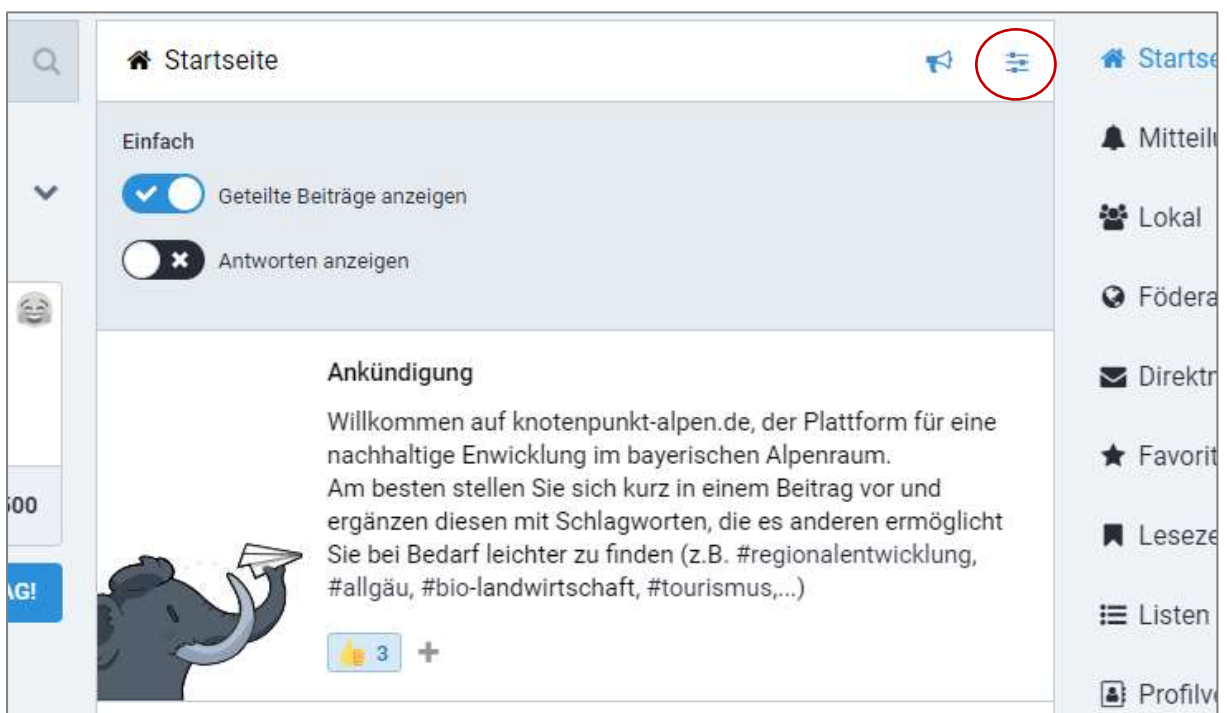 Startseite
Einfach
Geteilte Beiträge anzeigen
Antworten anzeigen
Ankündigung
Willkommen auf knotenpunkt-alpen.de, der Plattform für eine
nachhaltige Enwicklung im bayerischen Alpenraum.
Am besten stellen Sie sich kurz in einem Beitrag vor und
ergänzen diesen mit Schlagworten, die es anderen ermöglicht
Sie bei Bedarf leichter zu finden (z.B. #regionalentwicklung,
#allgäu, #bio-landwirtschaft, #tourismus,...)
3
500
AG!
Startse
Mitteil
Lokal
Födera
Direkt
Favorit
Leseze
Listen
Profilv